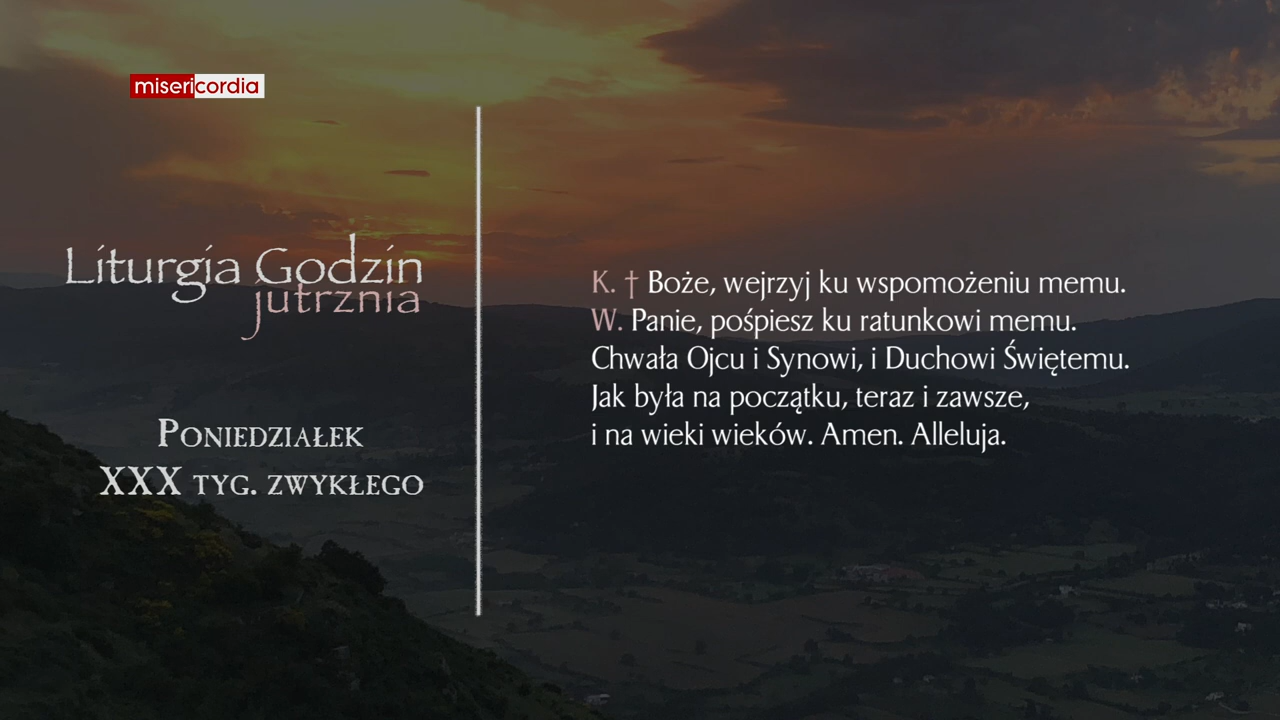 misericordia
Liturgia Godzin
jutrznia
Poniedziałek
XXX tyg. zwykłego
K. † Boże, wejrzyj ku wspomożeniu memu.
W. Panie, pośpiesz ku ratunkowi memu.
Chwała Ojcu i Synowi, i Duchowi Świętemu.
Jak była na początku, teraz i zawsze,
i na wieki wieków. Amen. Alleluja.